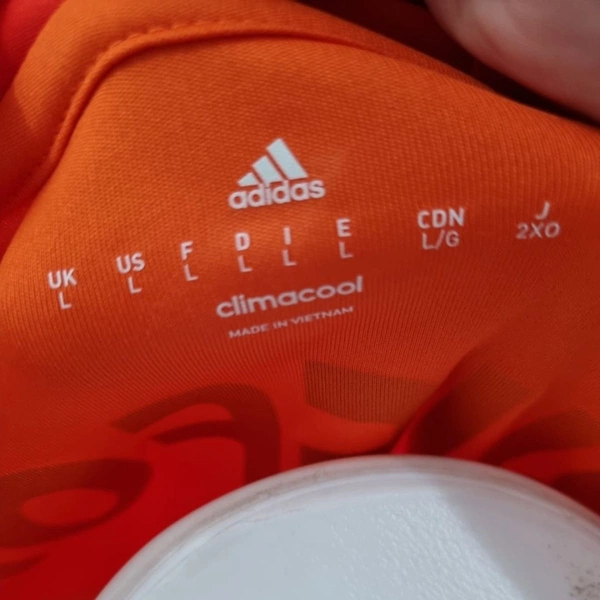 adidas
UK US F D I E CDN J
L L L L L L L/G 2XO
climacool
MADE IN VIETNAM